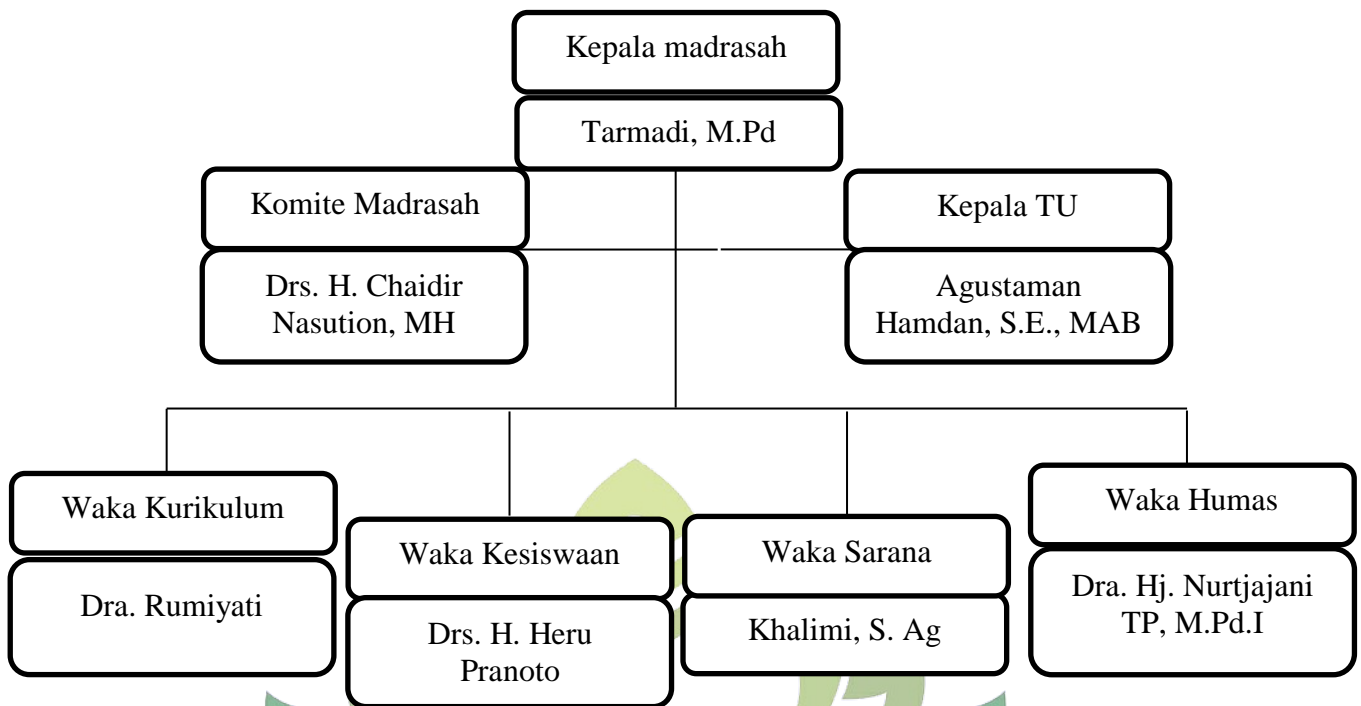 Kepala madrasah
Tarmadi, M.Pd
Komite Madrasah
Drs. H. Chaidir
Nasution, MH
Kepala TU
Agustaman
Hamdan, S.E., MAB
Waka Kurikulum
Dra. Rumiyati
Waka Kesiswaan
Drs. H. Heru
Pranoto
Waka Sarana
Khalimi, S. Ag
Waka Humas
Dra. Hj. Nurtjajani
TP, M.Pd.I